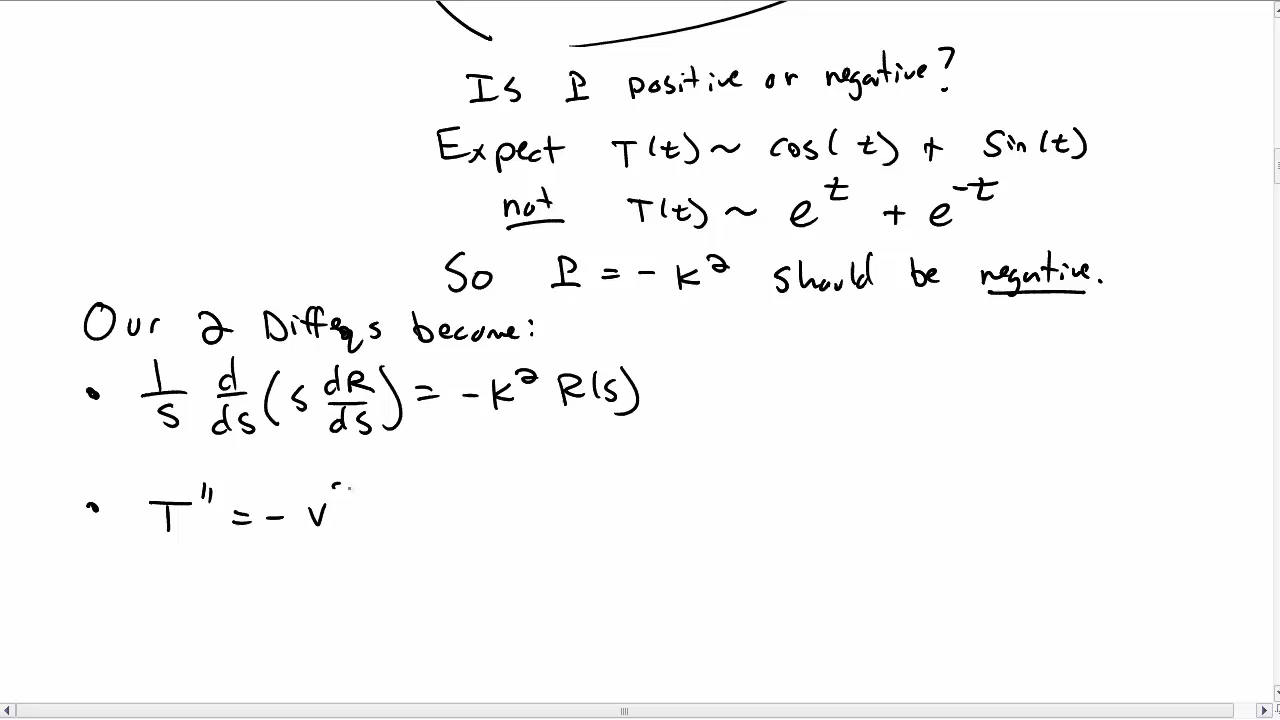 Is P positive or negative?
Expect T(t) ~ cos(t) + sin(t)
not T(t) ~ e^t + e^-t
So P = -k² should be negative.
Our 2 Diffeqs become:
• 1/s d/ds (s dR/ds) = -k² R(s)
• T'' = - v